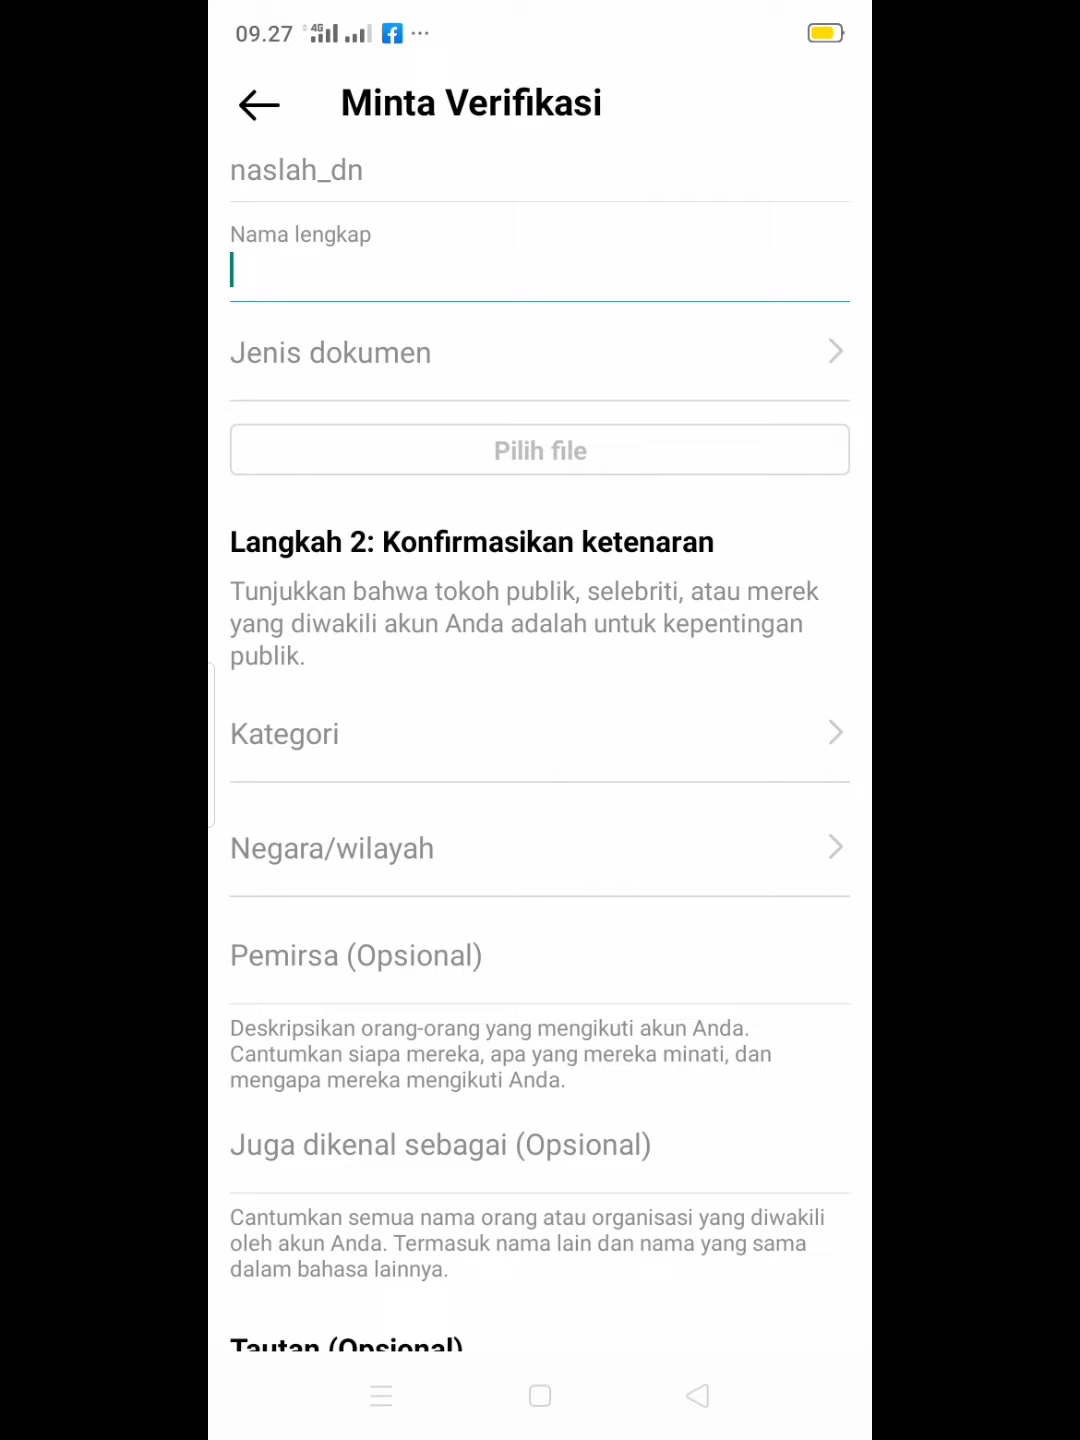 09.27 4G
Minta Verifikasi
naslah_dn
Nama lengkap
Jenis dokumen
Pilih file
Langkah 2: Konfirmasikan ketenaran
Tunjukkan bahwa tokoh publik, selebriti, atau merek
yang diwakili akun Anda adalah untuk kepentingan
publik.
Kategori
Negara/wilayah
Pemirsa (Opsional)
Deskripsikan orang-orang yang mengikuti akun Anda.
Cantumkan siapa mereka, apa yang mereka minati, dan
mengapa mereka mengikuti Anda.
Juga dikenal sebagai (Opsional)
Cantumkan semua nama orang atau organisasi yang diwakili
oleh akun Anda. Termasuk nama lain dan nama yang sama
dalam bahasa lainnya.
Tautan (Opsional)